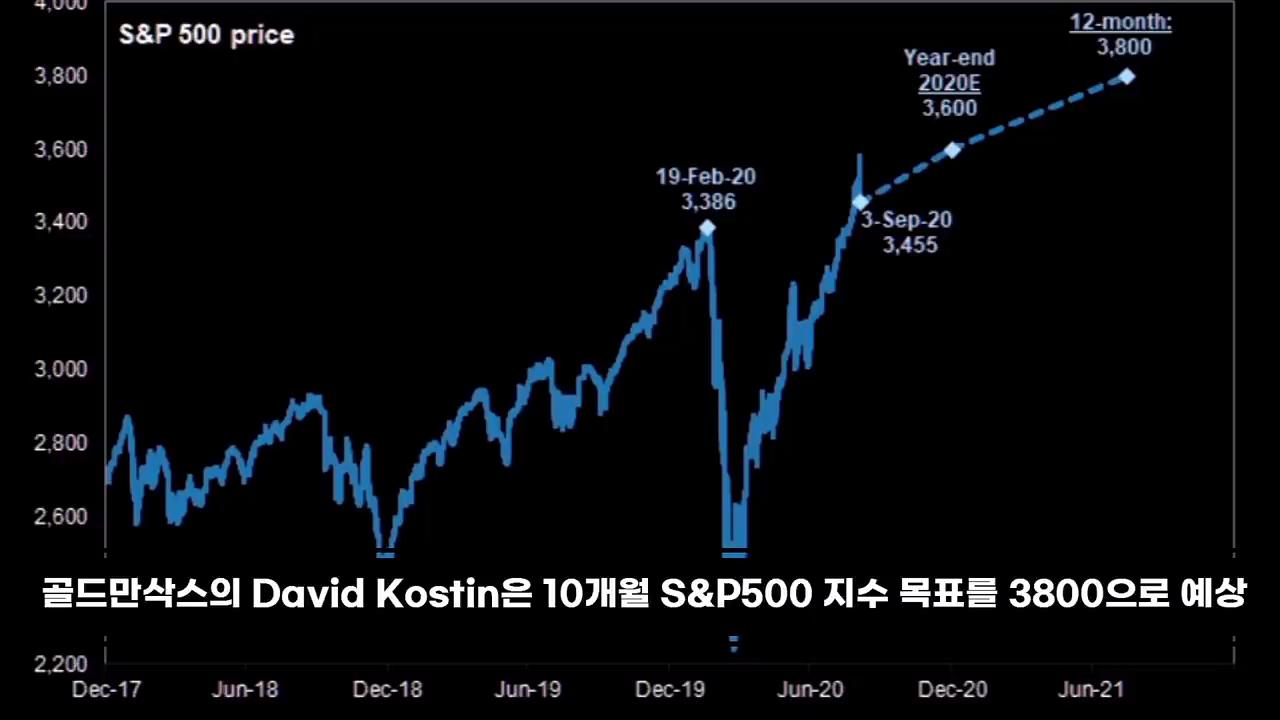 4,000
S&P 500 price
12-month:
3,800
Year-end
2020E
3,600
3,800
3,600
19-Feb-20
3,386
3,400
3-Sep-20
3,455
3,200
3,000
2,800
2,600
골드만삭스의 David Kostin은 10개월 S&P500 지수 목표를 3800으로 예상
2,200
Dec-17 Jun-18 Dec-18 Jun-19 Dec-19 Jun-20 Dec-20 Jun-21